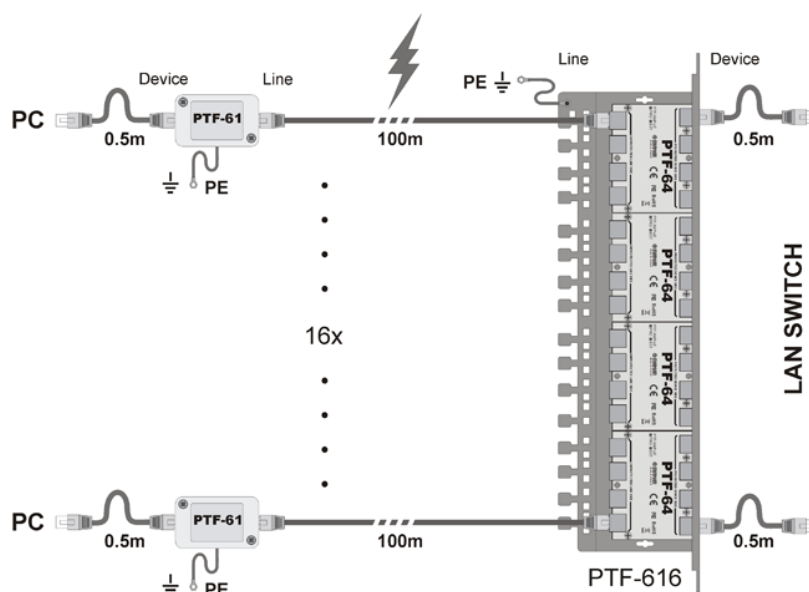 Device
Line
PC
PTF-61
0.5m
PE
100m
Line
PE
Device
0.5m
PTF-64
PTF-64
PTF-64
PTF-64
LAN SWITCH
16x
PC
PTF-61
0.5m
PE
100m
0.5m
PTF-616